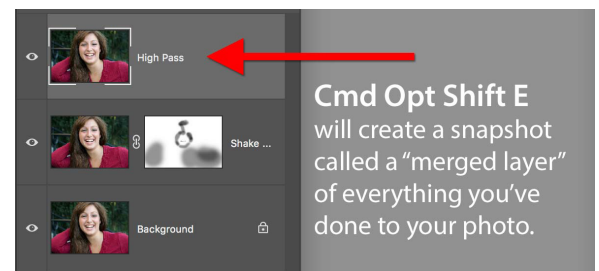 High Pass
Shake ...
Background
Cmd Opt Shift E
will create a snapshot
called a “merged layer”
of everything you’ve
done to your photo.